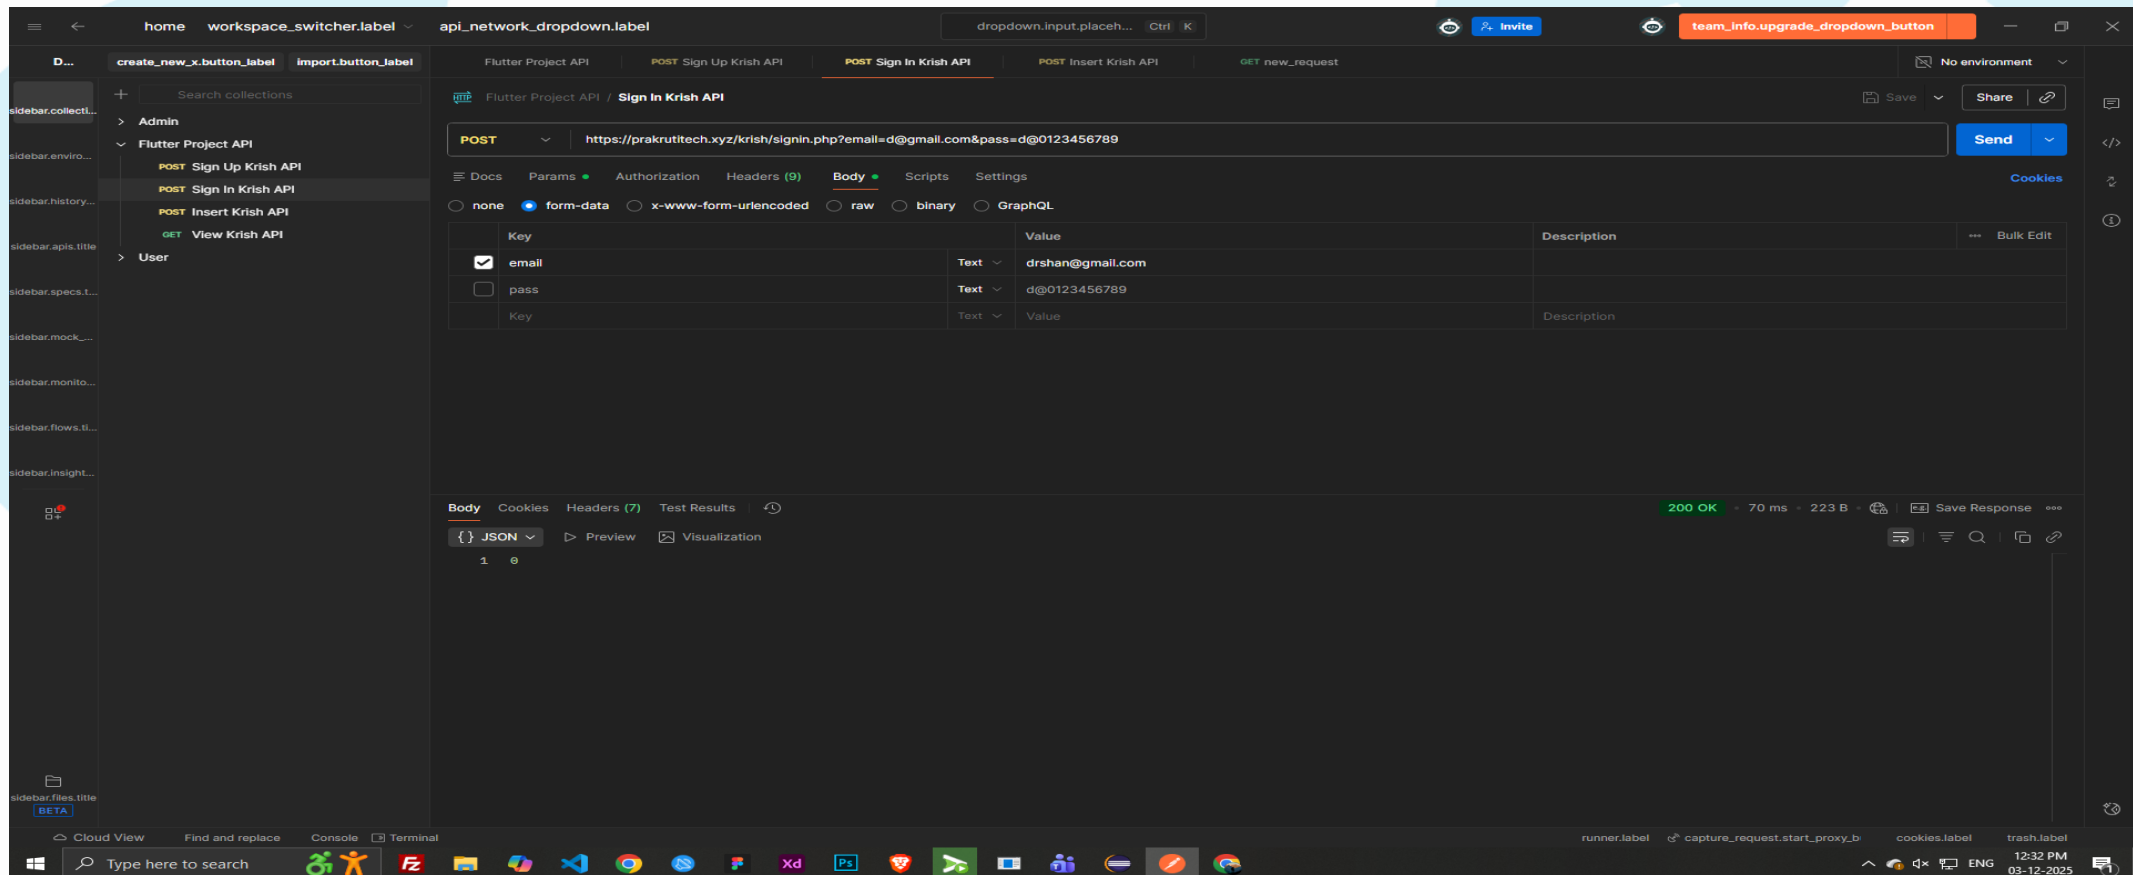 home workspace_switcher.label api_network_dropdown.label dropdown.input.placeh... Ctrl K Invite team_info.upgrade_dropdown_button
D... create_new_x.button_label import.button_label Flutter Project API POST Sign Up Krish API POST Sign In Krish API POST Insert Krish API GET new_request No environment
sidebar.collecti...
sidebar.enviro...
sidebar.history...
sidebar.apis.title
sidebar.specs.t...
sidebar.mock_...
sidebar.monito...
sidebar.flows.ti...
sidebar.insight...
sidebar.files.title
BETA
Search collections
Admin
Flutter Project API
POST Sign Up Krish API
POST Sign In Krish API
POST Insert Krish API
GET View Krish API
User
HTTP Flutter Project API / Sign In Krish API Save Share
POST https://prakrutitech.xyz/krish/signin.php?email=d@gmail.com&pass=d@0123456789 Send
Docs Params Authorization Headers (9) Body Scripts Settings Cookies
none form-data x-www-form-urlencoded raw binary GraphQL
Key Value Description ... Bulk Edit
email Text drshan@gmail.com
pass Text d@0123456789
Key Text Value Description
Body Cookies Headers (7) Test Results 200 OK 70 ms 223 B e.g. Save Response
{} JSON Preview Visualization
1 0
Cloud View Find and replace Console Terminal runner.label capture_request.start_proxy_b cookies.label trash.label
Type here to search Fz Xd Ps ENG 12:32 PM
03-12-2025